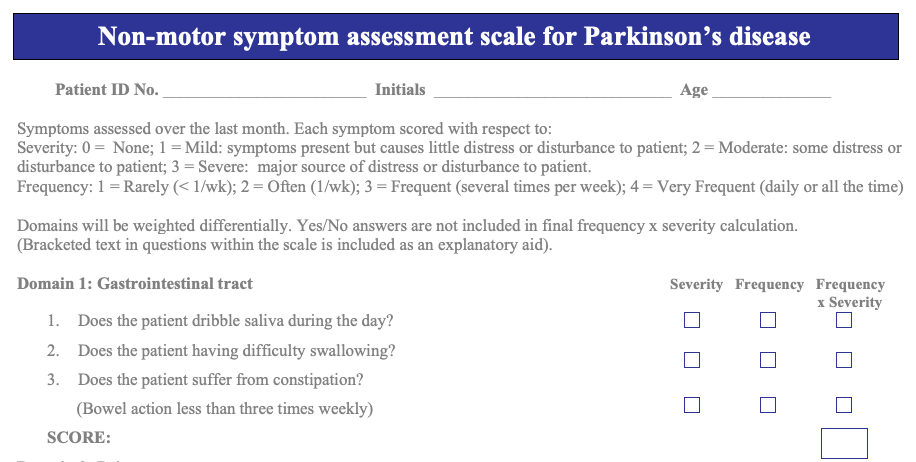 Non-motor symptom assessment scale for Parkinson's disease
Patient ID No. ________________________ Initials ____________________________ Age ______________
Symptoms assessed over the last month. Each symptom scored with respect to:
Severity: 0 = None; 1 = Mild: symptoms present but causes little distress or disturbance to patient; 2 = Moderate: some distress or
disturbance to patient; 3 = Severe: major source of distress or disturbance to patient.
Frequency: 1 = Rarely (< 1/wk); 2 = Often (1/wk); 3 = Frequent (several times per week); 4 = Very Frequent (daily or all the time)
Domains will be weighted differentially. Yes/No answers are not included in final frequency x severity calculation.
(Bracketed text in questions within the scale is included as an explanatory aid).
Domain 1: Gastrointestinal tract Severity Frequency Frequency
x Severity
1. Does the patient dribble saliva during the day?
2. Does the patient having difficulty swallowing?
3. Does the patient suffer from constipation?
(Bowel action less than three times weekly)
SCORE: